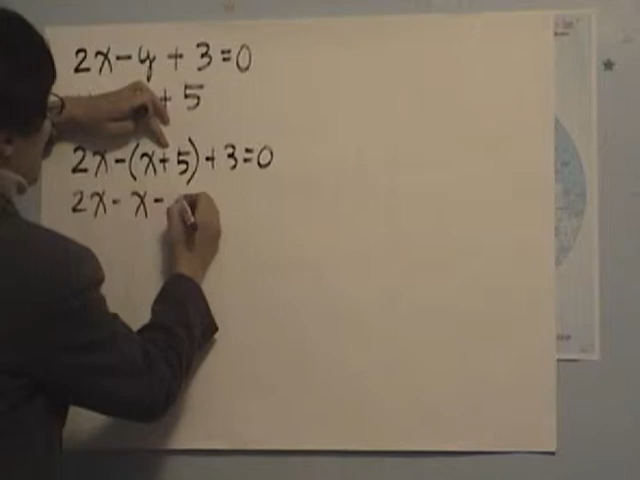 2x - y + 3 = 0
+ 5
2x - (x + 5) + 3 = 0
2x - x -